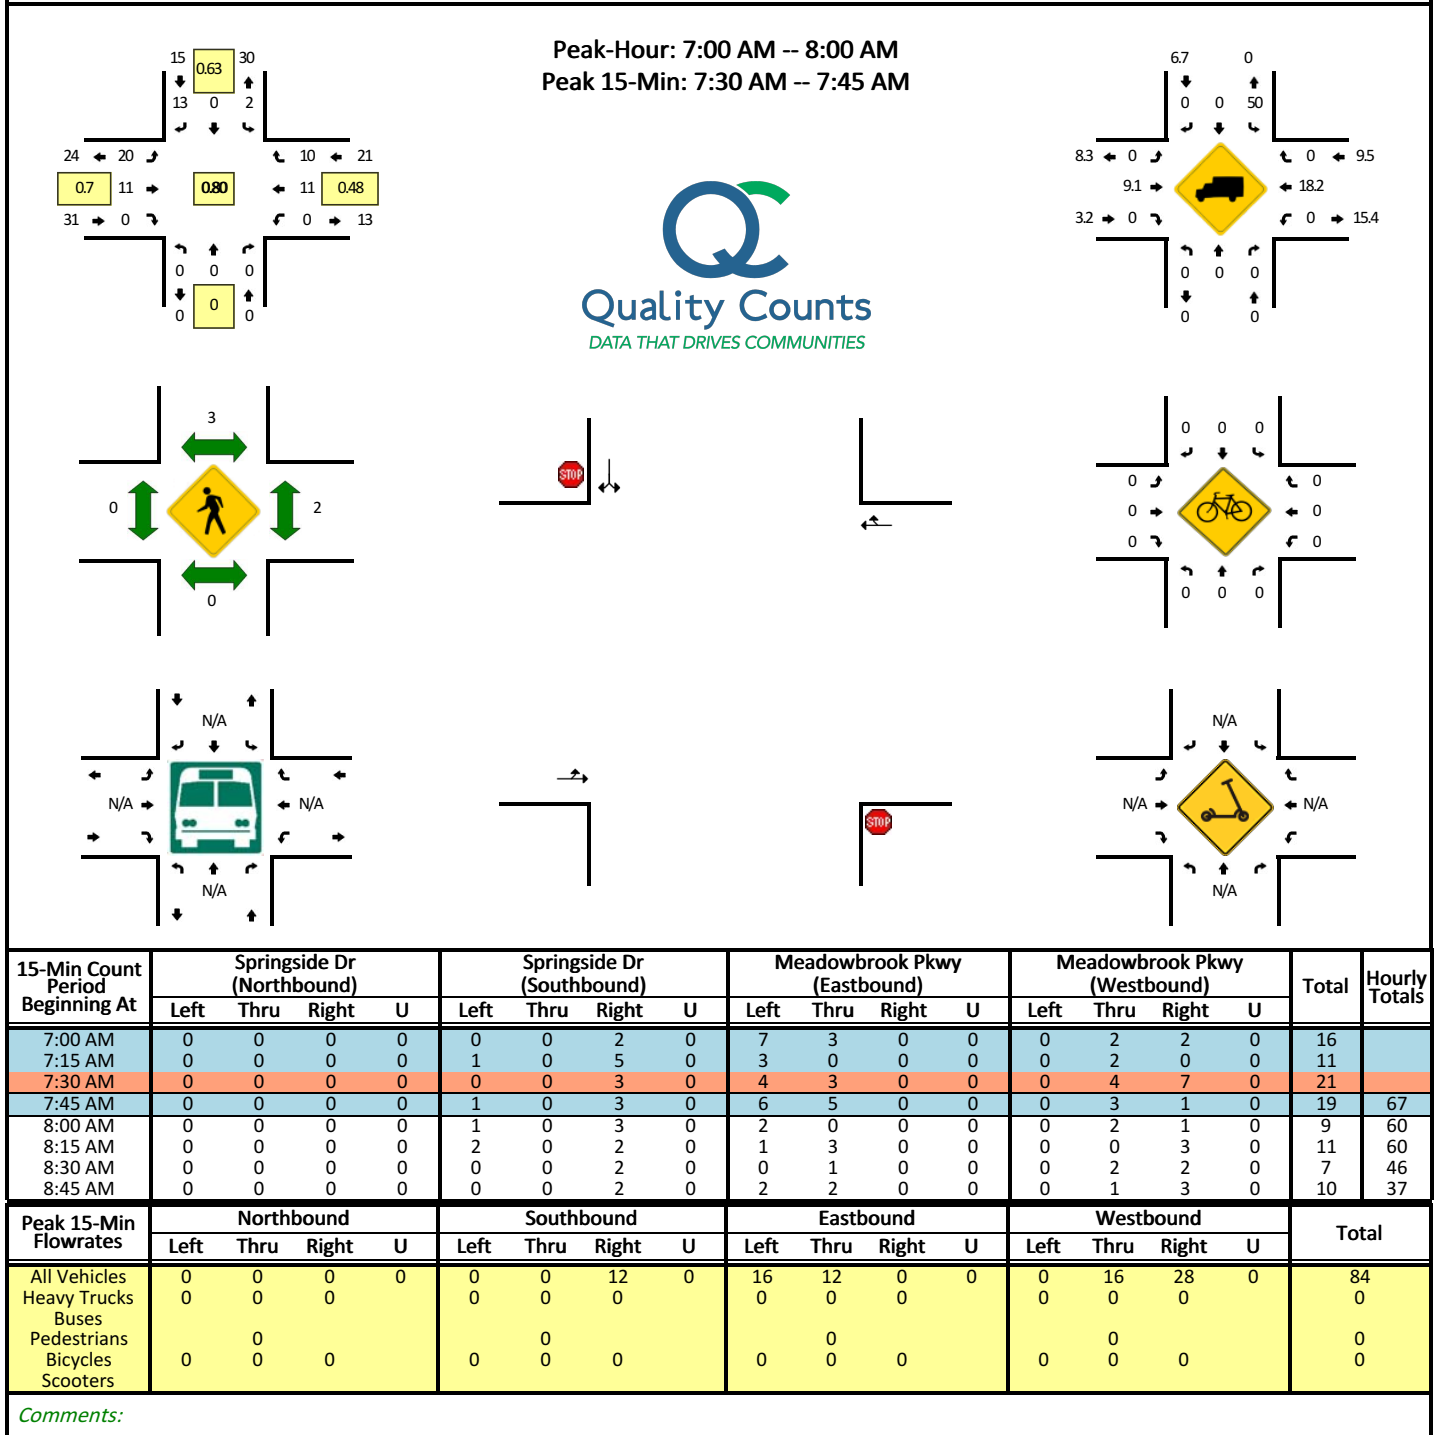 Peak-Hour: 7:00 AM -- 8:00 AM
Peak 15-Min: 7:30 AM -- 7:45 AM
15 0.63 30
13 0 2
24 20 10 21
0.7 11 0.80 11 0.48
31 0 0 13
0 0 0
0 0 0
Quality Counts
DATA THAT DRIVES COMMUNITIES
6.7 0
0 0 50
8.3 0 0 9.5
9.1 18.2
3.2 0 0 15.4
0 0 0
0 0
3
0 2
0
STOP
0 0 0
0 0
0 0
0 0
0 0 0
N/A
N/A N/A
N/A
STOP
N/A
N/A N/A
N/A
15-Min Count Period Beginning At Springside Dr (Northbound) Springside Dr (Southbound) Meadowbrook Pkwy (Eastbound) Meadowbrook Pkwy (Westbound) Total Hourly Totals
Left Thru Right U Left Thru Right U Left Thru Right U Left Thru Right U
7:00 AM 0 0 0 0 0 0 2 0 7 3 0 0 0 2 2 0 16
7:15 AM 0 0 0 0 1 0 5 0 3 0 0 0 0 2 0 0 11
7:30 AM 0 0 0 0 0 0 3 0 4 3 0 0 0 4 7 0 21
7:45 AM 0 0 0 0 1 0 3 0 6 5 0 0 0 3 1 0 19 67
8:00 AM 0 0 0 0 1 0 3 0 2 0 0 0 0 2 1 0 9 60
8:15 AM 0 0 0 0 2 0 2 0 1 3 0 0 0 0 3 0 11 60
8:30 AM 0 0 0 0 0 0 2 0 0 1 0 0 0 2 2 0 7 46
8:45 AM 0 0 0 0 0 0 2 0 2 2 0 0 0 1 3 0 10 37
Peak 15-Min Flowrates Northbound Southbound Eastbound Westbound Total
Left Thru Right U Left Thru Right U Left Thru Right U Left Thru Right U
All Vehicles 0 0 0 0 0 0 12 0 16 12 0 0 0 16 28 0 84
Heavy Trucks 0 0 0 0 0 0 0 0 0 0 0 0 0
Buses
Pedestrians 0 0 0 0 0
Bicycles 0 0 0 0 0 0 0 0 0 0 0 0 0
Scooters
Comments: